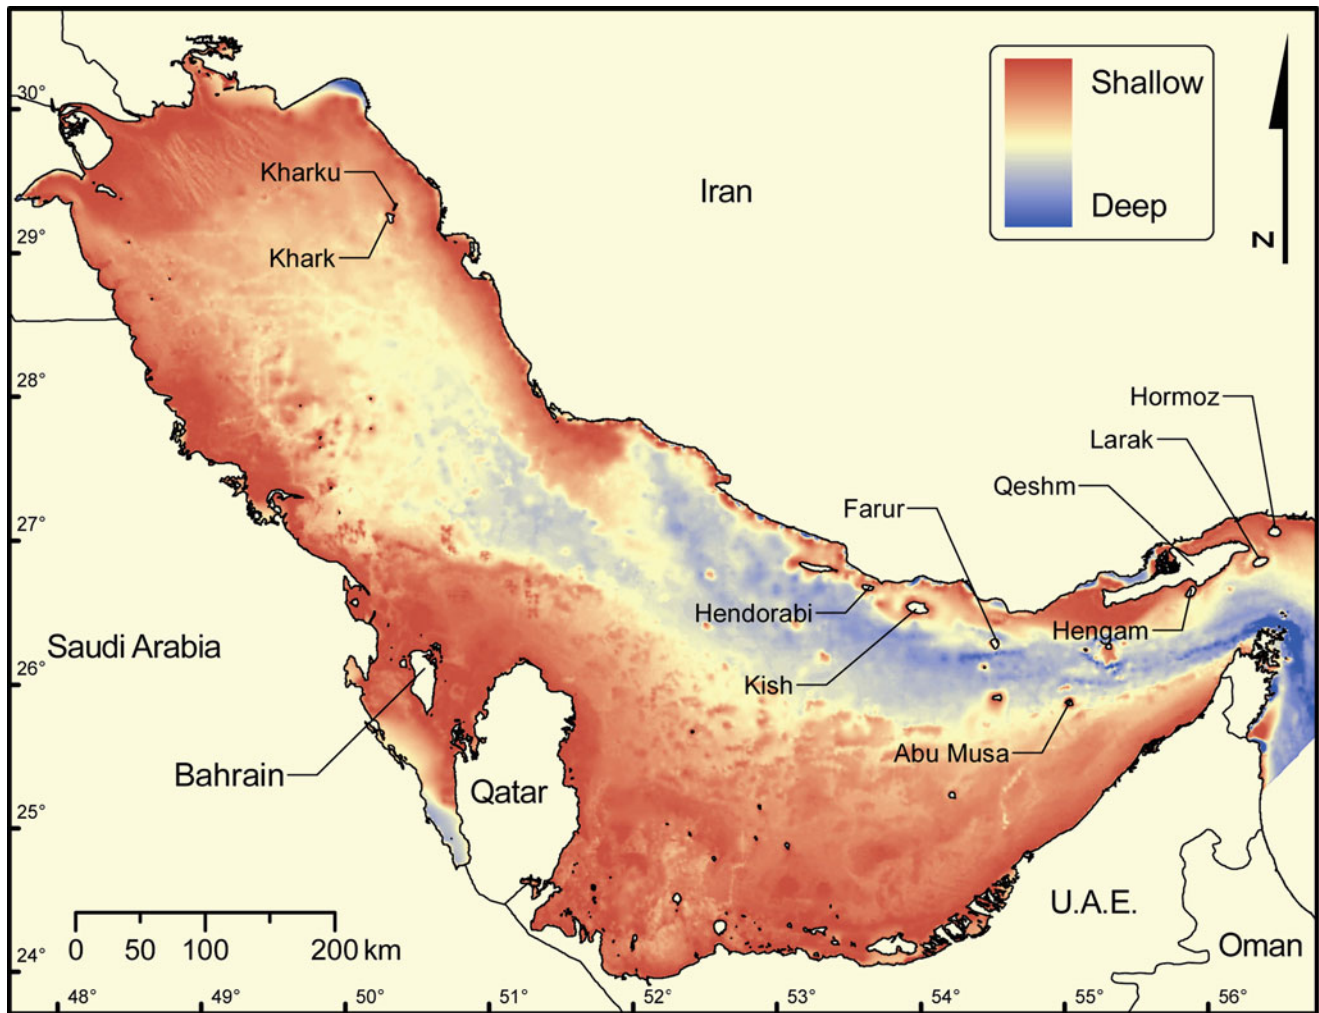 Shallow
Deep
N
30°
29°
28°
27°
26°
25°
24°
Kharku
Khark
Iran
Hormoz
Larak
Qeshm
Farur
Hendorabi
Hengam
Kish
Abu Musa
Saudi Arabia
Bahrain
Qatar
U.A.E.
Oman
0 50 100 200 km
48° 49° 50° 51° 52° 53° 54° 55° 56°